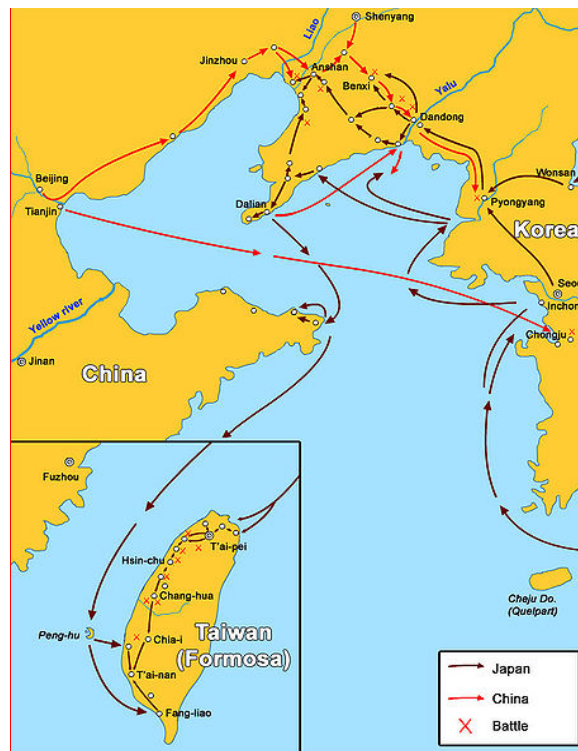 Shenyang
Liao
Jinzhou
Anshan
Benxi
Yalu
Dandong
Beijing
Tianjin
Wonsan
Pyongyang
Dalian
Korea
Seou
Inchon
Chongju
Yellow river
Jinan
China
Fuzhou
T'ai-pei
Hsin-chu
Chang-hua
Cheju Do.
(Quelpart)
Peng-hu
Chia-i
Taiwan
(Formosa)
T'ai-nan
Fang-liao
Japan
China
Battle